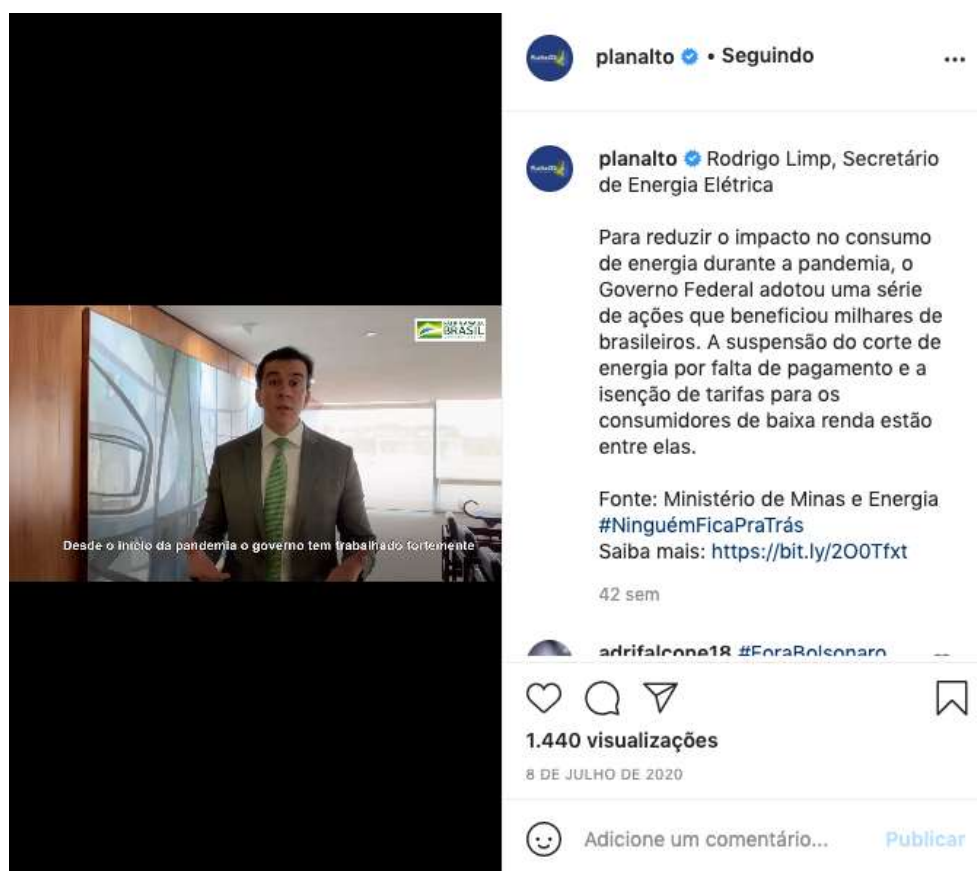 BRASIL
Desde o início da pandemia o governo tem trabalhado fortemente
planalto • Seguindo
planalto Rodrigo Limp, Secretário
de Energia Elétrica
Para reduzir o impacto no consumo
de energia durante a pandemia, o
Governo Federal adotou uma série
de ações que beneficiou milhares de
brasileiros. A suspensão do corte de
energia por falta de pagamento e a
isenção de tarifas para os
consumidores de baixa renda estão
entre elas.
Fonte: Ministério de Minas e Energia
#NinguémFicaPraTrás
Saiba mais: https://bit.ly/2O0Tfxt
42 sem
adrifalcone18 #ForaBolsonaro
1.440 visualizações
8 DE JULHO DE 2020
Adicione um comentário... Publicar